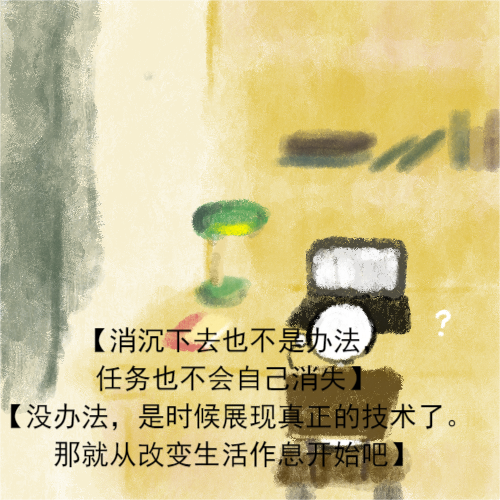 ?
【消沉下去也不是办法,
任务也不会自己消失】
【没办法，是时候展现真正的技术了。
那就从改变生活作息开始吧】